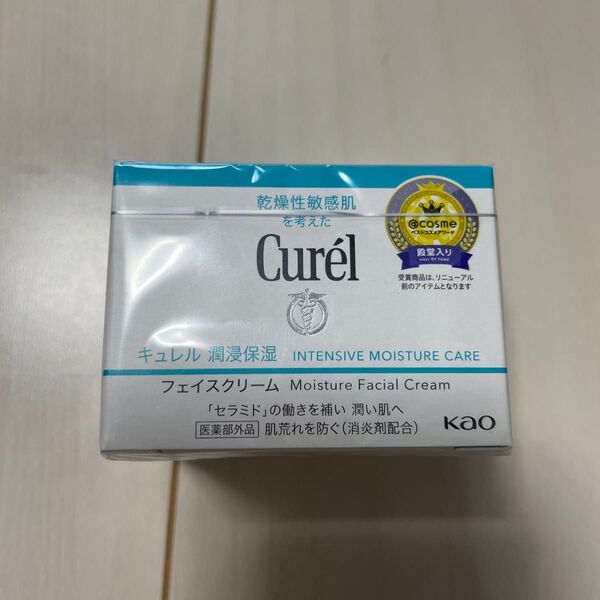 乾燥性敏感肌
を考えた
Curél
@cosme
ベストコスメアワード
殿堂入り
HALL OF FAME
受賞商品は、リニューアル
前のアイテムとなります
キュレル 潤浸保湿 INTENSIVE MOISTURE CARE
フェイスクリーム Moisture Facial Cream
「セラミド」の働きを補い 潤い肌へ
医薬部外品 肌荒れを防ぐ(消炎剤配合)
Kao